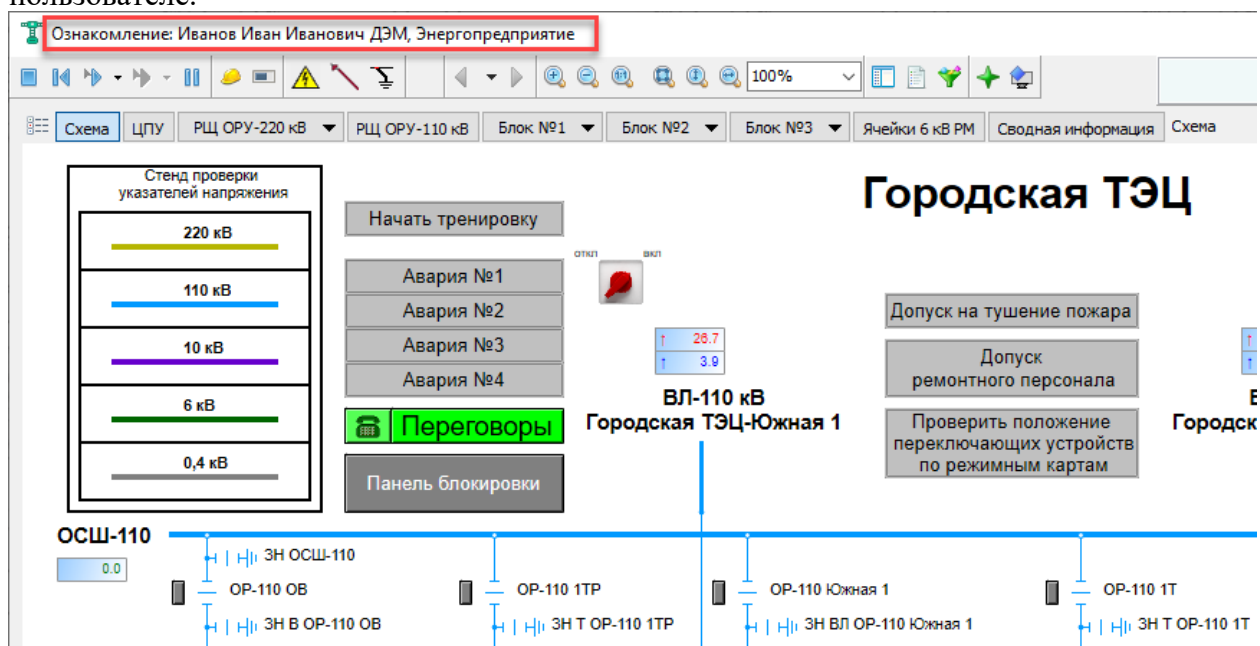 пользователе.
Ознакомление: Иванов Иван Иванович ДЭМ, Энергопредприятие
100%
Схема ЦПУ РЩ ОРУ-220 кВ РЩ ОРУ-110 кВ Блок №1 Блок №2 Блок №3 Ячейки 6 кВ РМ Сводная информация Схема
Стенд проверки
указателей напряжения
220 кВ
110 кВ
10 кВ
6 кВ
0,4 кВ
Начать тренировку
Авария №1
Авария №2
Авария №3
Авария №4
Переговоры
Панель блокировки
откл вкл
Городская ТЭЦ
26.7
3.9
ВЛ-110 кВ
Городская ТЭЦ-Южная 1
Допуск на тушение пожара
Допуск
ремонтного персонала
Проверить положение
переключающих устройств
по режимным картам
ОСШ-110
0.0
ЗН ОСШ-110
ОР-110 ОВ ОР-110 1ТР ОР-110 Южная 1 ОР-110 1Т
ЗН В ОР-110 ОВ ЗН Т ОР-110 1ТР ЗН ВЛ ОР-110 Южная 1 ЗН Т ОР-110 1Т